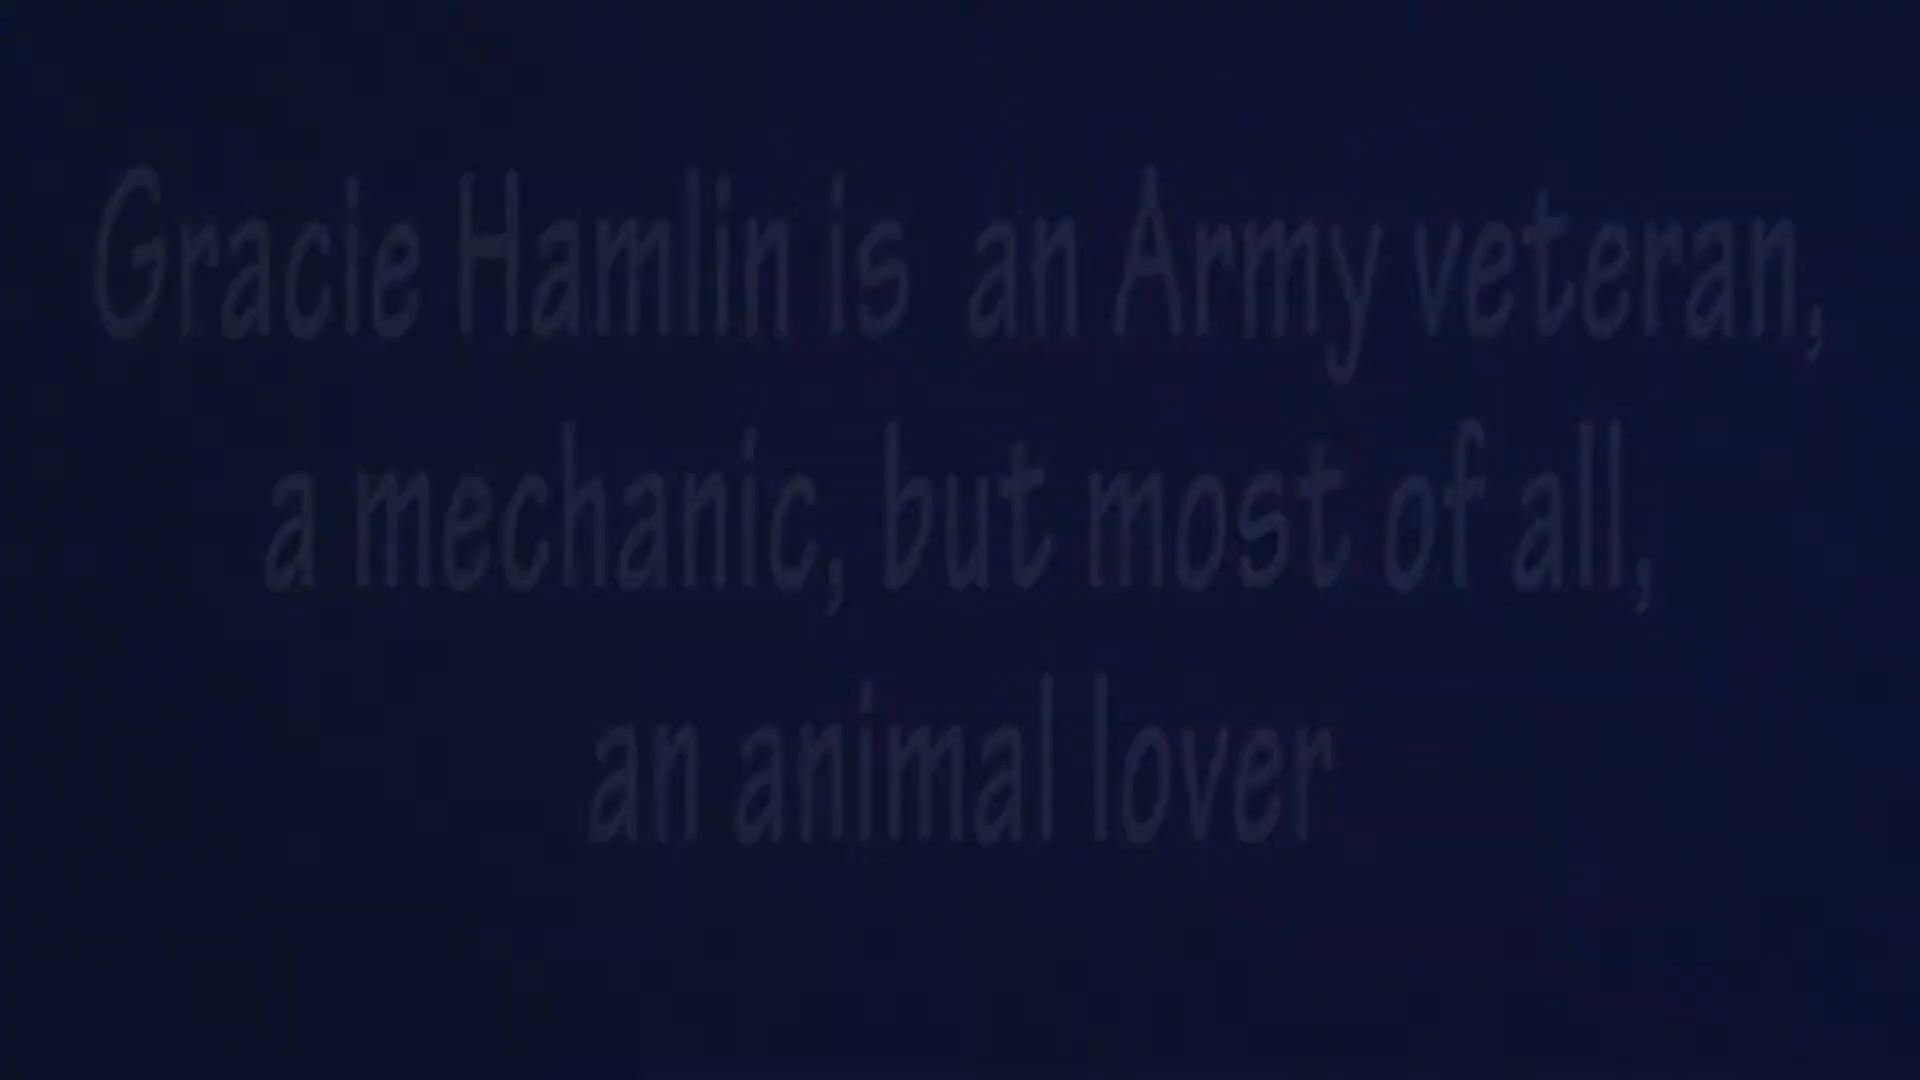 Gracie Hamlin is an Army veteran,
a mechanic, but most of all,
an animal lover